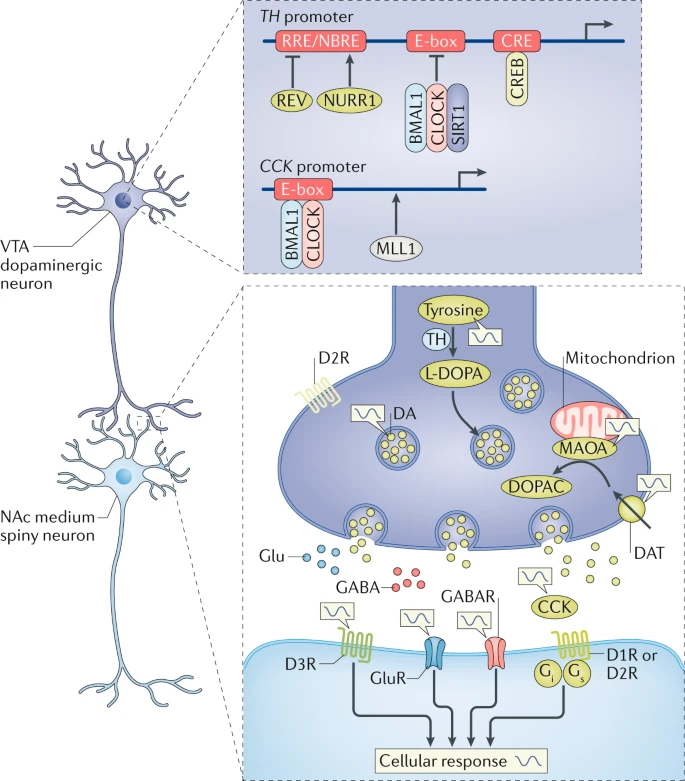 TH promoter
RRE/NBRE
E-box
CRE
REV
NURR1
BMAL1
CLOCK
SIRT1
CREB
CCK promoter
E-box
BMAL1
CLOCK
MLL1
VTA
dopaminergic
neuron
NAc medium
spiny neuron
Tyrosine
TH
L-DOPA
D2R
DA
Mitochondrion
MAOA
DOPAC
DAT
Glu
GABA
GABAR
CCK
D3R
GluR
Gi
Gs
D1R or
D2R
Cellular response